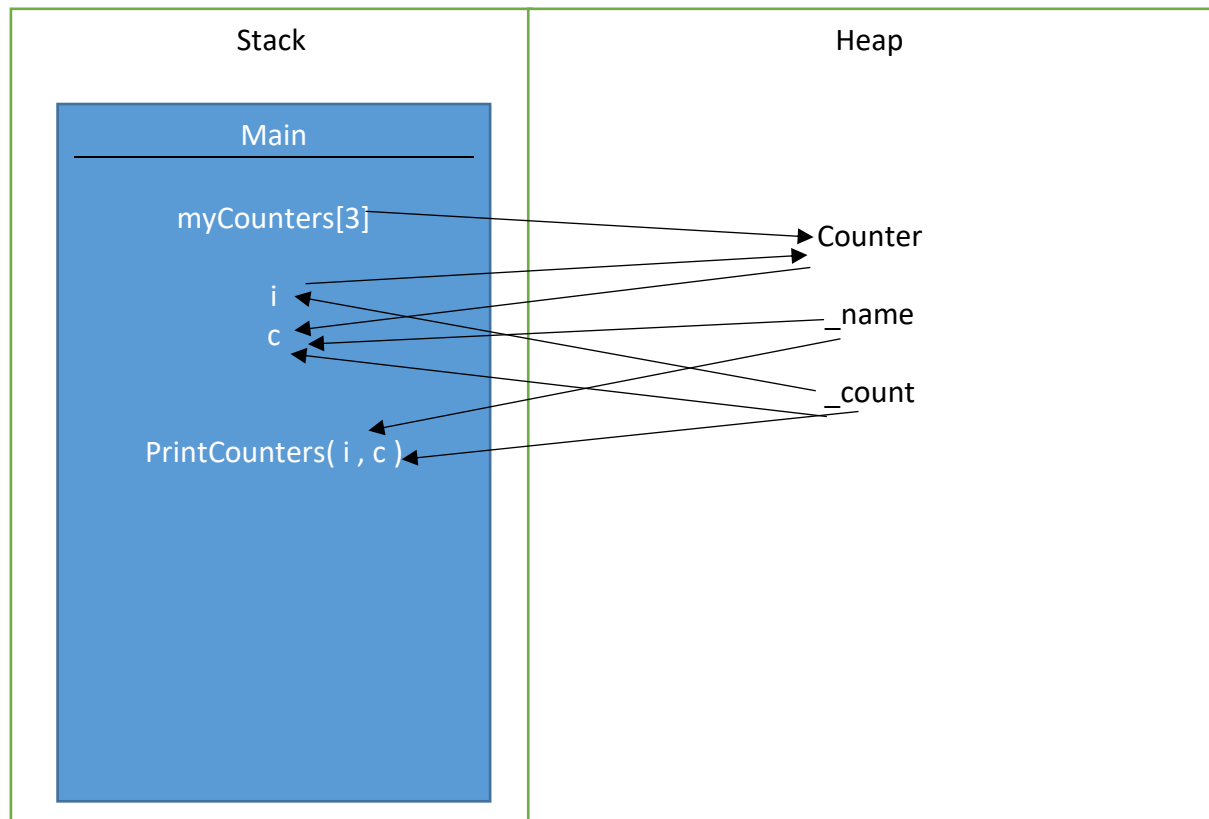 Stack
Heap
Main
myCounters[3]
Counter
i
_name
c
_count
PrintCounters( i , c )